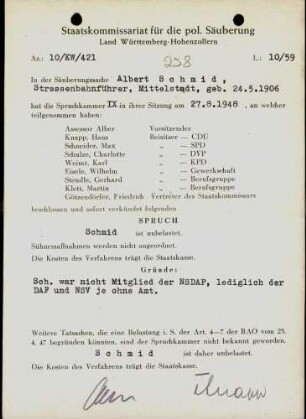 Staatskommissariat für die pol. Säuberung
Land Württemberg-Hohenzollern
Az.: 10/KW/421
L: 10/59
258
In der Säuberungssache Albert Schmid,
Strassenbahnführer, Mittelstadt, geb. 24.5.1906
hat die Spruchkammer IX in ihrer Sitzung am 27.8.1948, an welcher
teilgenommen haben:
Assessor Alber Vorsitzender
Knapp, Hans Beisitzer — CDU
Schneider, Max „ — SPD
Schulze, Charlotte „ — DVP
Weimr, Karl „ — KPD
Eisele, Wilhelm „ — Gewerkschaft
Steudle, Gerhard „ — Berufsgruppe
Klett, Martin „ — Berufsgruppe
Götzendörfer, Friedrich Vertreter des Staatskommissars
beschlossen und sofort verkündet folgenden
SPRUCH
Schmid ist unbelastet.
Sühnemaßnahmen werden nicht angeordnet.
Die Kosten des Verfahrens trägt die Staatskasse.
Gründe:
Sch. war nicht Mitglied der NSDAP, lediglich der
DAF und NSV je ohne Amt.
Weitere Tatsachen, die eine Belastung i. S. der Art. 4—7 der RAO vom 25.
4. 47 begründen könnten, sind der Spruchkammer nicht bekannt geworden.
Schmid ist daher unbelastet.
Die Kosten des Verfahrens trägt die Staatskasse.